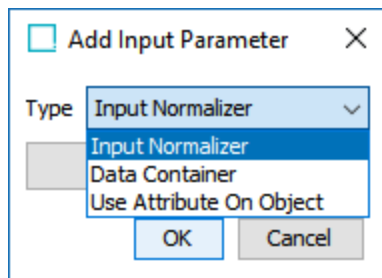 Add Input Parameter
Type Input Normalizer
Input Normalizer
Data Container
Use Attribute On Object
OK Cancel